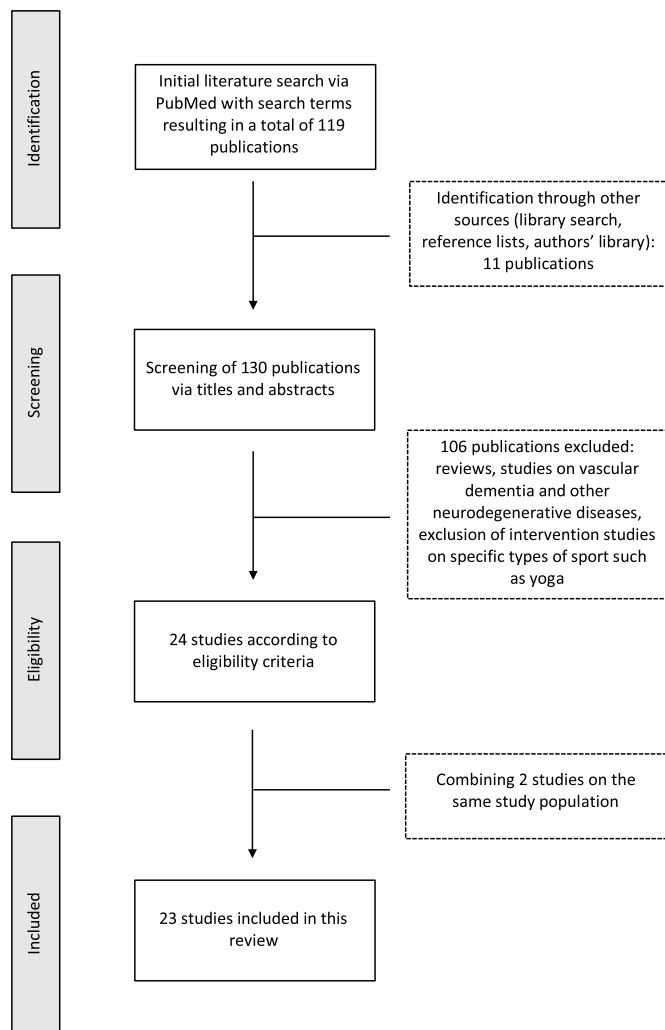 Identification
Initial literature search via
PubMed with search terms
resulting in a total of 119
publications
Identification through other
sources (library search,
reference lists, authors’ library):
11 publications
Screening
Screening of 130 publications
via titles and abstracts
106 publications excluded:
reviews, studies on vascular
dementia and other
neurodegenerative diseases,
exclusion of intervention studies
on specific types of sport such
as yoga
Eligibility
24 studies according to
eligibility criteria
Combining 2 studies on the
same study population
Included
23 studies included in this
review